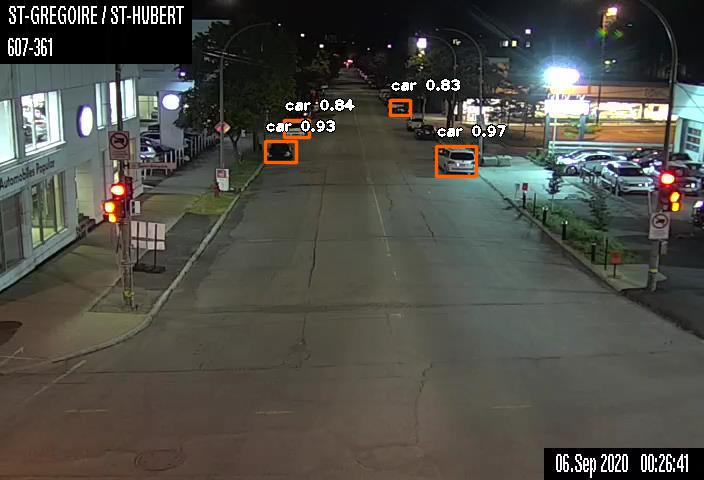 ST-GREGOIRE / ST-HUBERT
607-361
car 0.83
car 0.84
car 0.93
car 0.97
Automobiles Popular
06.Sep 2020 00:26:41